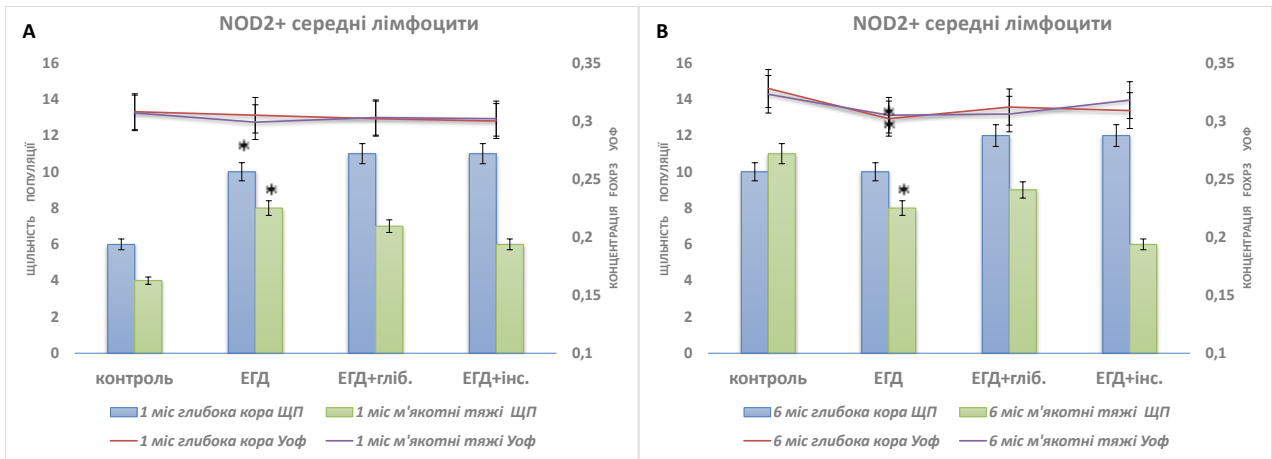 A
NOD2+ середні лімфоцити
ЩІЛЬНІСТЬ ПОПУЛЯЦІЇ
16
14
12
10
8
6
4
2
0
*
*
0,35
0,3
0,25
0,2
0,15
0,1
КОНЦЕНТРАЦІЯ FOXP3 УОФ
контроль ЕГД ЕГД+гліб. ЕГД+інс.
1 міс глибока кора ЩП 1 міс м'якотні тяжі ЩП
1 міс глибока кора Уоф 1 міс м'якотні тяжі Уоф
B
NOD2+ середні лімфоцити
ЩІЛЬНІСТЬ ПОПУЛЯЦІЇ
16
14
12
10
8
6
4
2
0
*
*
*
0,35
0,3
0,25
0,2
0,15
0,1
КОНЦЕНТРАЦІЯ FOXP3 УОФ
контроль ЕГД ЕГД+гліб. ЕГД+інс.
6 міс глибока кора ЩП 6 міс м'якотні тяжі ЩП
6 міс глибока кора Уоф 6 міс м'якотні тяжі Уоф